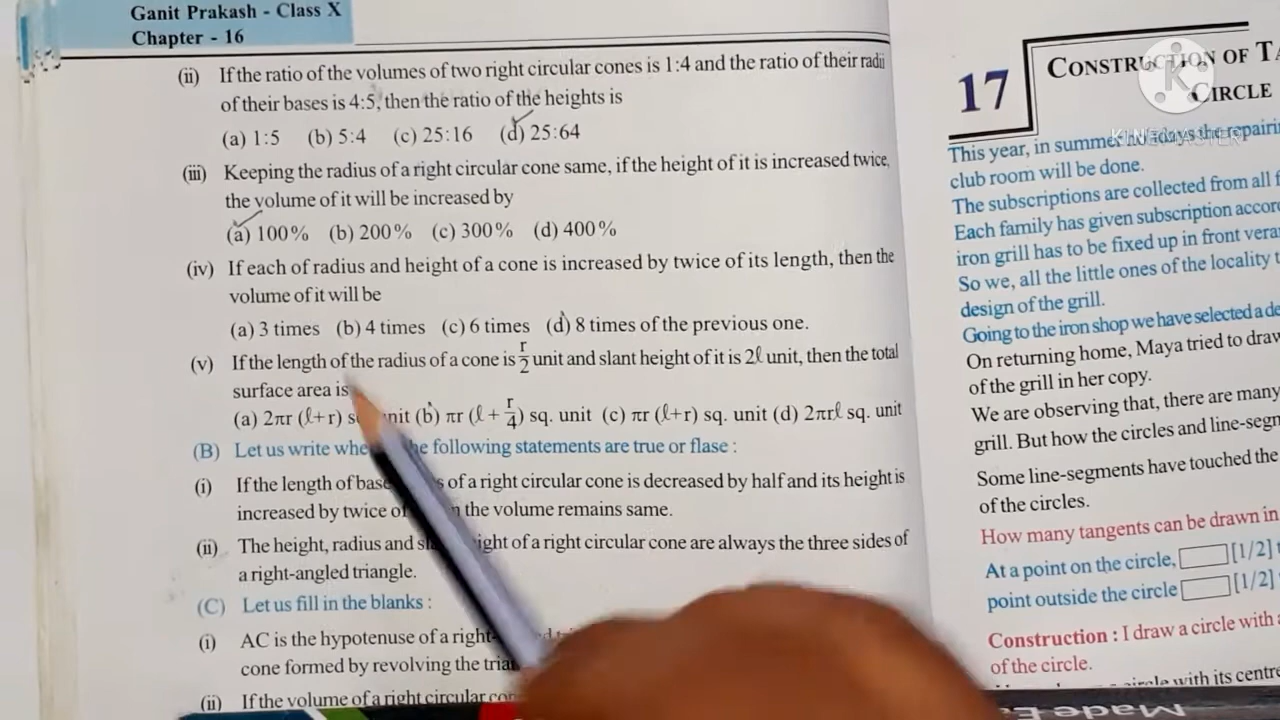 Ganit Prakash - Class X
Chapter - 16
(ii) If the ratio of the volumes of two right circular cones is 1:4 and the ratio of their radii
of their bases is 4:5, then the ratio of the heights is
(a) 1:5 (b) 5:4 (c) 25:16 (d) 25:64
(iii) Keeping the radius of a right circular cone same, if the height of it is increased twice,
the volume of it will be increased by
(a) 100% (b) 200% (c) 300% (d) 400%
(iv) If each of radius and height of a cone is increased by twice of its length, then the
volume of it will be
(a) 3 times (b) 4 times (c) 6 times (d) 8 times of the previous one.
(v) If the length of the radius of a cone is r/2 unit and slant height of it is 2ℓ unit, then the total
surface area is
(a) 2πr (ℓ+r) unit (b) πr (ℓ + r/4) sq. unit (c) πr (ℓ+r) sq. unit (d) 2πrℓ sq. unit
(B) Let us write following statements are true or flase :
(i) If the length of base of a right circular cone is decreased by half and its height is
increased by twice the volume remains same.
(ii) The height, radius and of a right circular cone are always the three sides of
a right-angled triangle.
(C) Let us fill in the blanks :
(i) AC is the hypotenuse of a
cone formed by revolving the
(ii) If the volume of a right circular
17 CONSTRUCTION OF
CIRCLE
K
KINEMASTER
This year, in summer the
club room will be done.
The subscriptions are collected from all
Each family has given subscription
iron grill has to be fixed up in front
So we, all the little ones of the locality
design of the grill.
Going to the iron shop we have selected a
On returning home, Maya tried to
of the grill in her copy.
We are observing that, there are many
grill. But how the circles and
Some line-segments have touched the
of the circles.
How many tangents can be drawn in
At a point on the circle, [1/2]
point outside the circle [1/2]
Construction : I draw a circle with
of the circle.
with its
Made